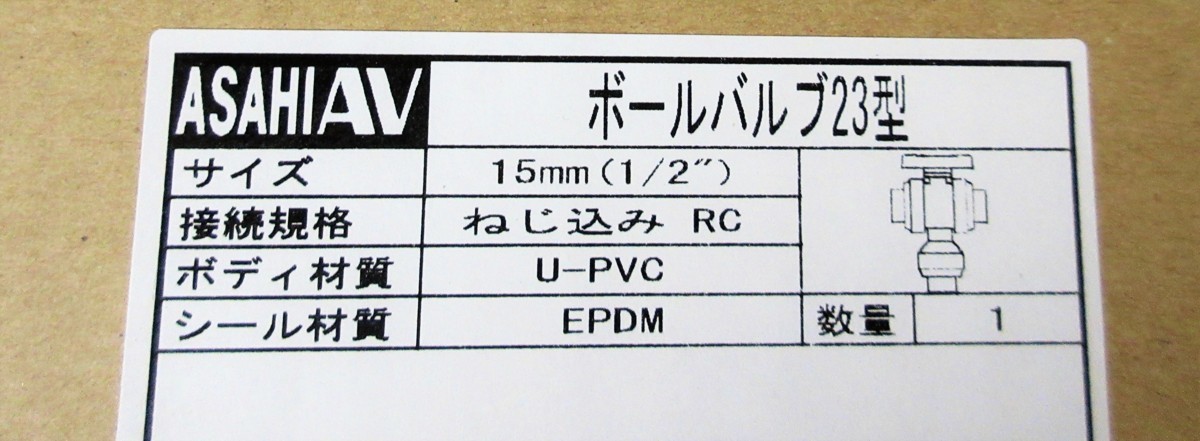 ASAHI AV ボールバルブ23型
サイズ 15mm(1/2")
接続規格 ねじ込み RC
ボディ材質 U-PVC
シール材質 EPDM 数量 1